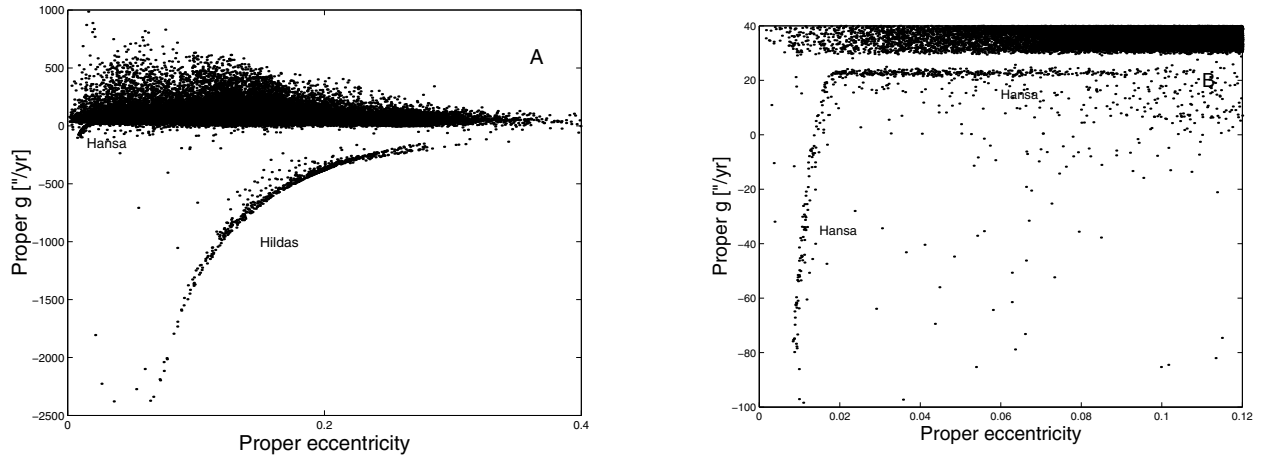 1000
500
0
−500
−1000
−1500
−2000
−2500
0
0.2
0.4
Proper g ["/yr]
Proper eccentricity
A
Hansa
Hildas
40
20
0
−20
−40
−60
−80
−100
0
0.02
0.04
0.06
0.08
0.1
0.12
Proper g ["/yr]
Proper eccentricity
B
Hansa
Hansa